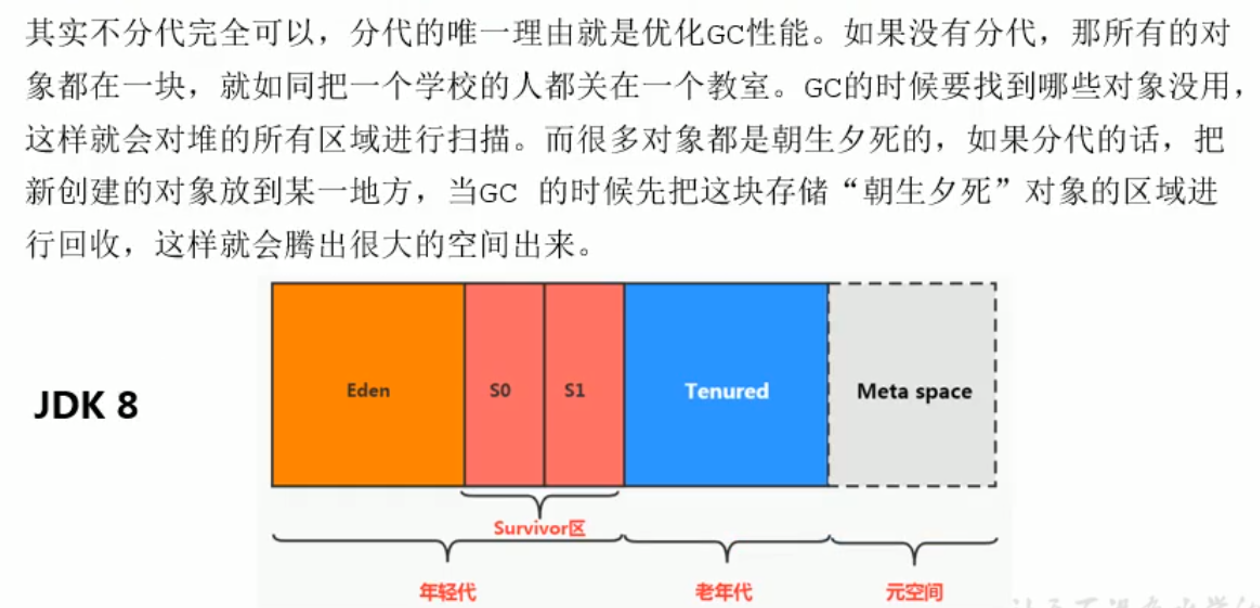 其实不分代完全可以，分代的唯一理由就是优化GC性能。如果没有分代，那所有的对
象都在一块，就如同把一个学校的人都关在一个教室。GC的时候要找到哪些对象没用，
这样就会对堆的所有区域进行扫描。而很多对象都是朝生夕死的，如果分代的话，把
新创建的对象放到某一地方，当GC 的时候先把这块存储“朝生夕死”对象的区域进
行回收，这样就会腾出很大的空间出来。
JDK 8
Eden
S0
S1
Tenured
Meta space
Survivor区
年轻代
老年代
元空间